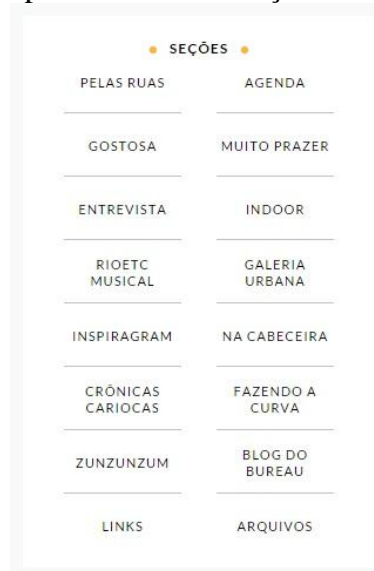 SEÇÕES
PELAS RUAS AGENDA
GOSTOSA MUITO PRAZER
ENTREVISTA INDOOR
RIOETC MUSICAL GALERIA URBANA
INSPIRAGRAM NA CABECEIRA
CRÔNICAS CARIOCAS FAZENDO A CURVA
ZUNZUNZUM BLOG DO BUREAU
LINKS ARQUIVOS